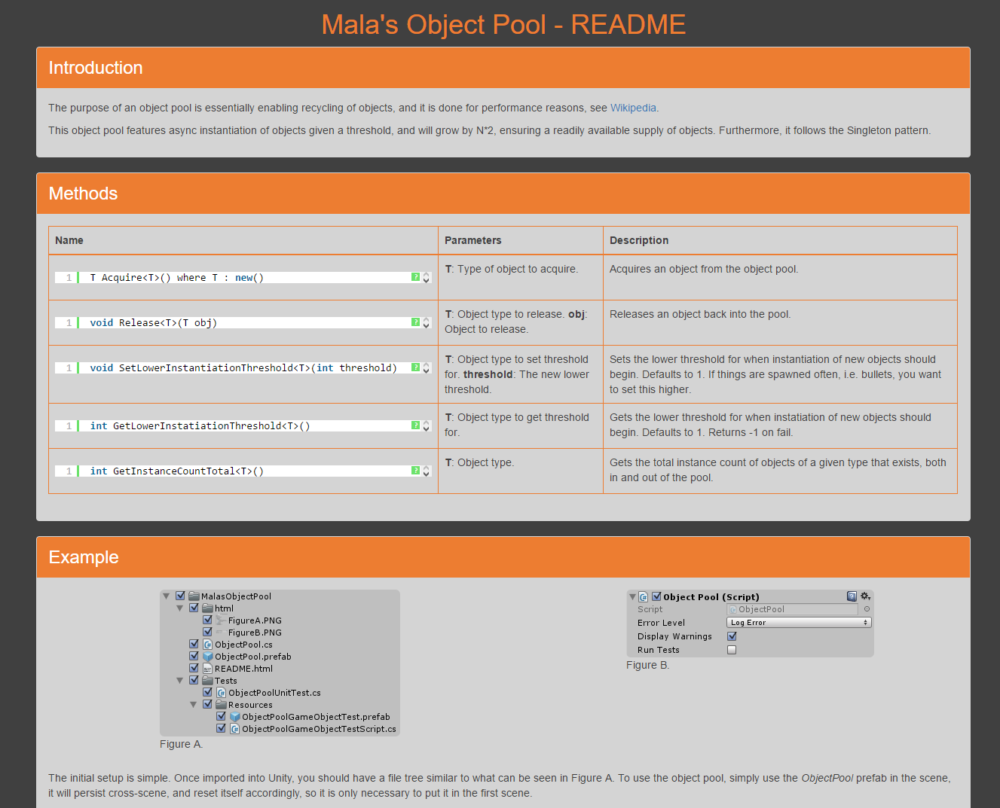 Mala's Object Pool - README
Introduction
The purpose of an object pool is essentially enabling recycling of objects, and it is done for performance reasons, see Wikipedia.
This object pool features async instantiation of objects given a threshold, and will grow by N*2, ensuring a readily available supply of objects. Furthermore, it follows the Singleton pattern.
Methods
Name Parameters Description
1 T Acquire<T>() where T : new() ?
T: Type of object to acquire.
Acquires an object from the object pool.
1 void Release<T>(T obj) ?
T: Object type to release. obj:
Object to release.
Releases an object back into the pool.
1 void SetLowerInstantiationThreshold<T>(int threshold) ?
T: Object type to set threshold
for. threshold: The new lower
threshold.
Sets the lower threshold for when instantiation of new objects should
begin. Defaults to 1. If things are spawned often, i.e. bullets, you want
to set this higher.
1 int GetLowerInstatiationThreshold<T>() ?
T: Object type to get threshold
for.
Gets the lower threshold for when instatiation of new objects should
begin. Defaults to 1. Returns -1 on fail.
1 int GetInstanceCountTotal<T>() ?
T: Object type.
Gets the total instance count of objects of a given type that exists, both
in and out of the pool.
Example
MalasObjectPool
html
FigureA.PNG
FigureB.PNG
ObjectPool.cs
ObjectPool.prefab
README.html
Tests
ObjectPoolUnitTest.cs
Resources
ObjectPoolGameObjectTest.prefab
ObjectPoolGameObjectTestScript.cs
Figure A.
Object Pool (Script)
Script ObjectPool
Error Level Log Error
Display Warnings
Run Tests
Figure B.
The initial setup is simple. Once imported into Unity, you should have a file tree similar to what can be seen in Figure A. To use the object pool, simply use the ObjectPool prefab in the scene,
it will persist cross-scene, and reset itself accordingly, so it is only necessary to put it in the first scene.